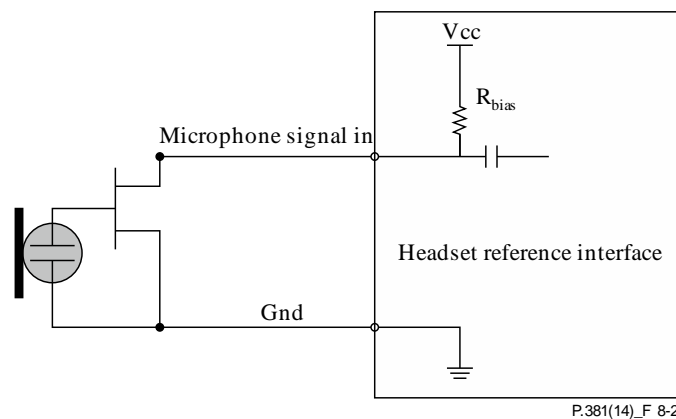 Vcc
R_bias
Microphone signal in
Headset reference interface
Gnd
P.381(14)_F 8-2